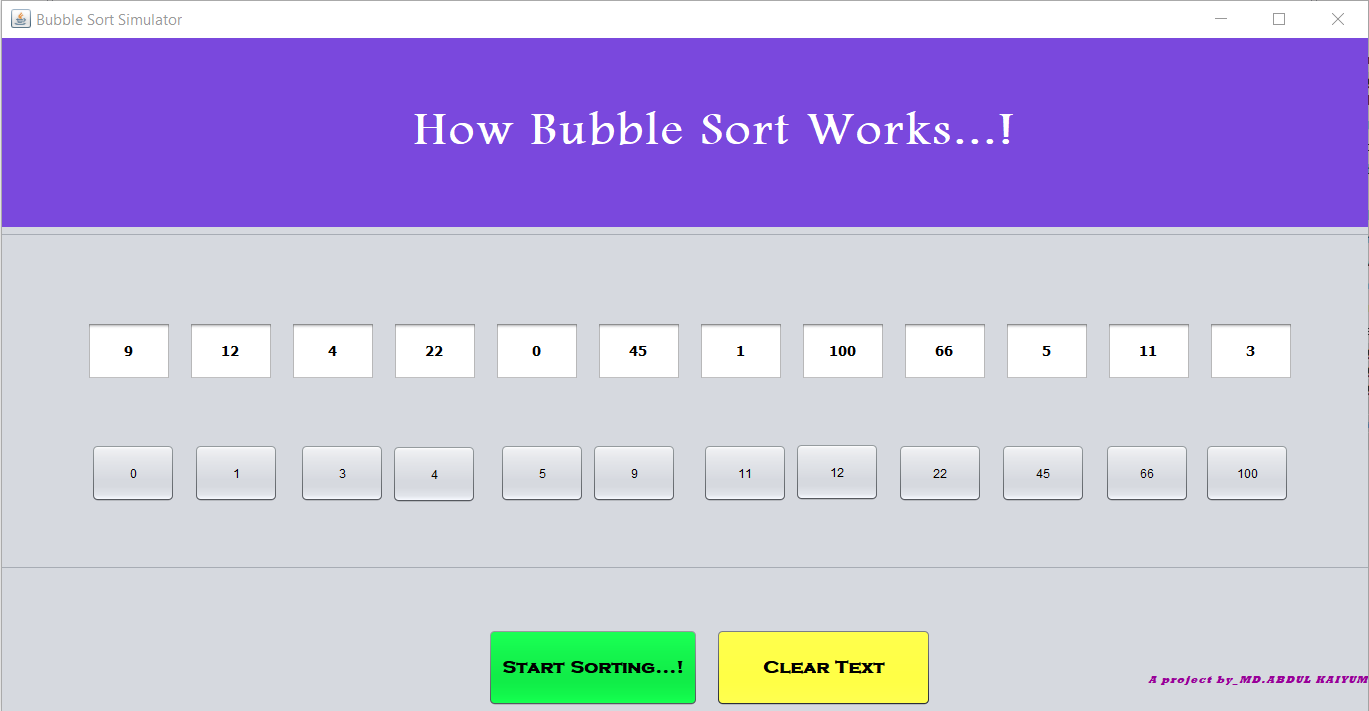 Bubble Sort Simulator
How Bubble Sort Works...!
9 12 4 22 0 45 1 100 66 5 11 3
0 1 3 4 5 9 11 12 22 45 66 100
Start Sorting...! Clear Text
A project by_MD.ABDUL KAIYUM